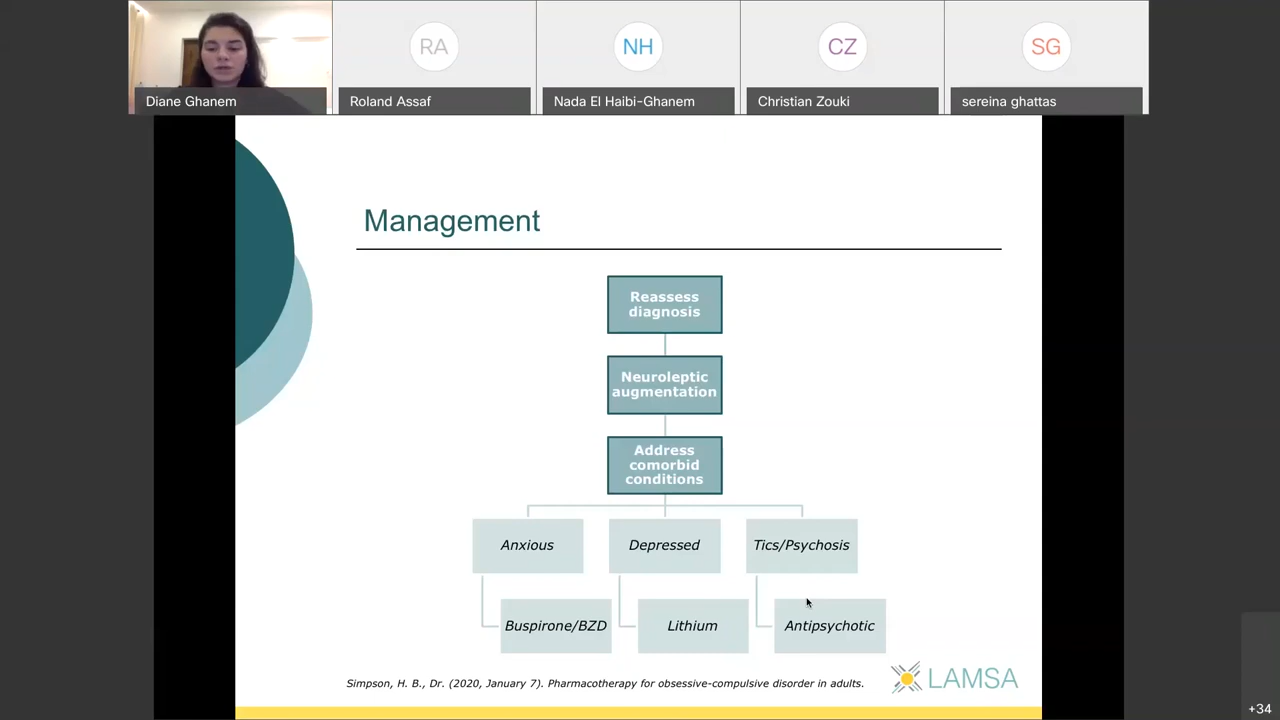 RA
NH
CZ
SG
Diane Ghanem
Roland Assaf
Nada El Haibi-Ghanem
Christian Zouki
sereina ghattas
Management
Reassess
diagnosis
Neuroleptic
augmentation
Address
comorbid
conditions
Anxious
Depressed
Tics/Psychosis
Buspirone/BZD
Lithium
Antipsychotic
Simpson, H. B., Dr. (2020, January 7). Pharmacotherapy for obsessive-compulsive disorder in adults.
LAMSA
+34